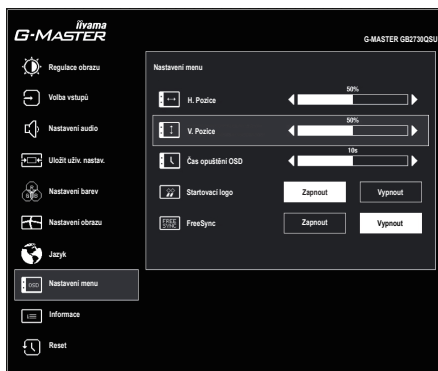 iiyama
G-MASTER
G-MASTER GB2730QSU
Regulace obrazu
Volba vstupů
Nastavení audio
Uložit uživ. nastav.
Nastavení barev
Nastavení obrazu
Jazyk
OSD
Nastavení menu
Informace
Reset
Nastavení menu
H. Pozice
50%
V. Pozice
50%
Čas opuštění OSD
10s
Startovací logo
Zapnout
Vypnout
FREE
SYNC
FreeSync
Zapnout
Vypnout